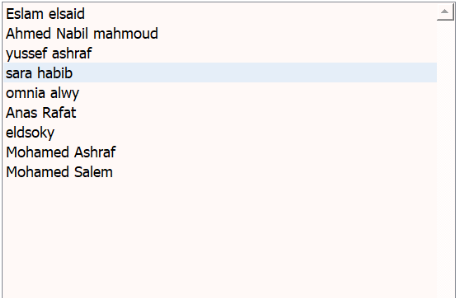 Eslam elsaid
Ahmed Nabil mahmoud
yussef ashraf
sara habib
omnia alwy
Anas Rafat
eldsoky
Mohamed Ashraf
Mohamed Salem